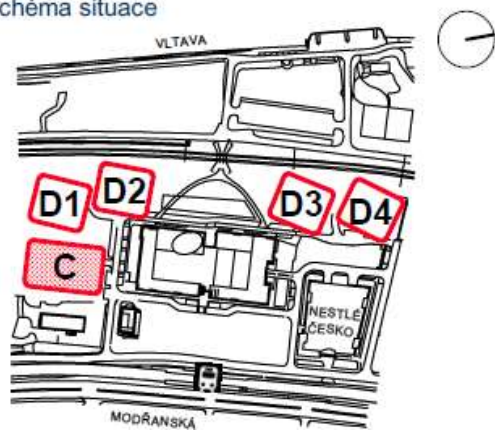 chéma situace
VLTAVA
D1
D2
D3
D4
C
NESTLÉ
ČESKO
MODŘANSKÁ